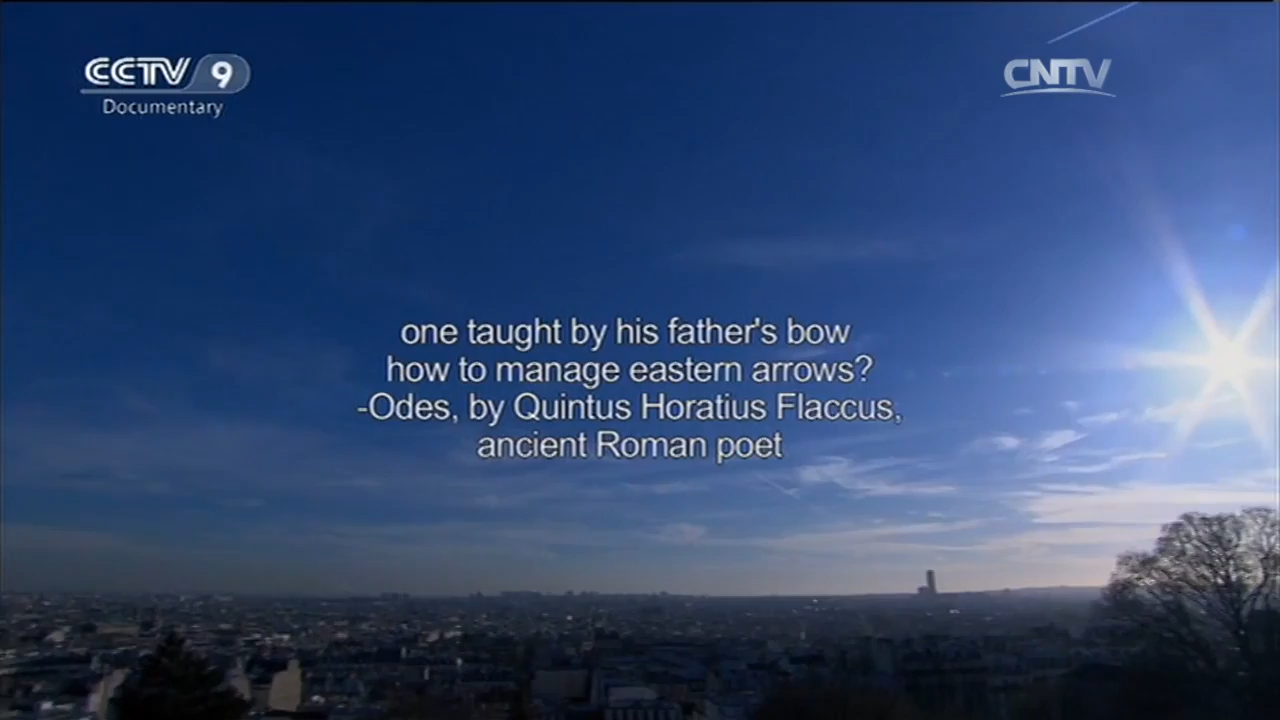 CCTV 9
Documentary
CNTV
one taught by his father's bow
how to manage eastern arrows?
-Odes, by Quintus Horatius Flaccus,
ancient Roman poet